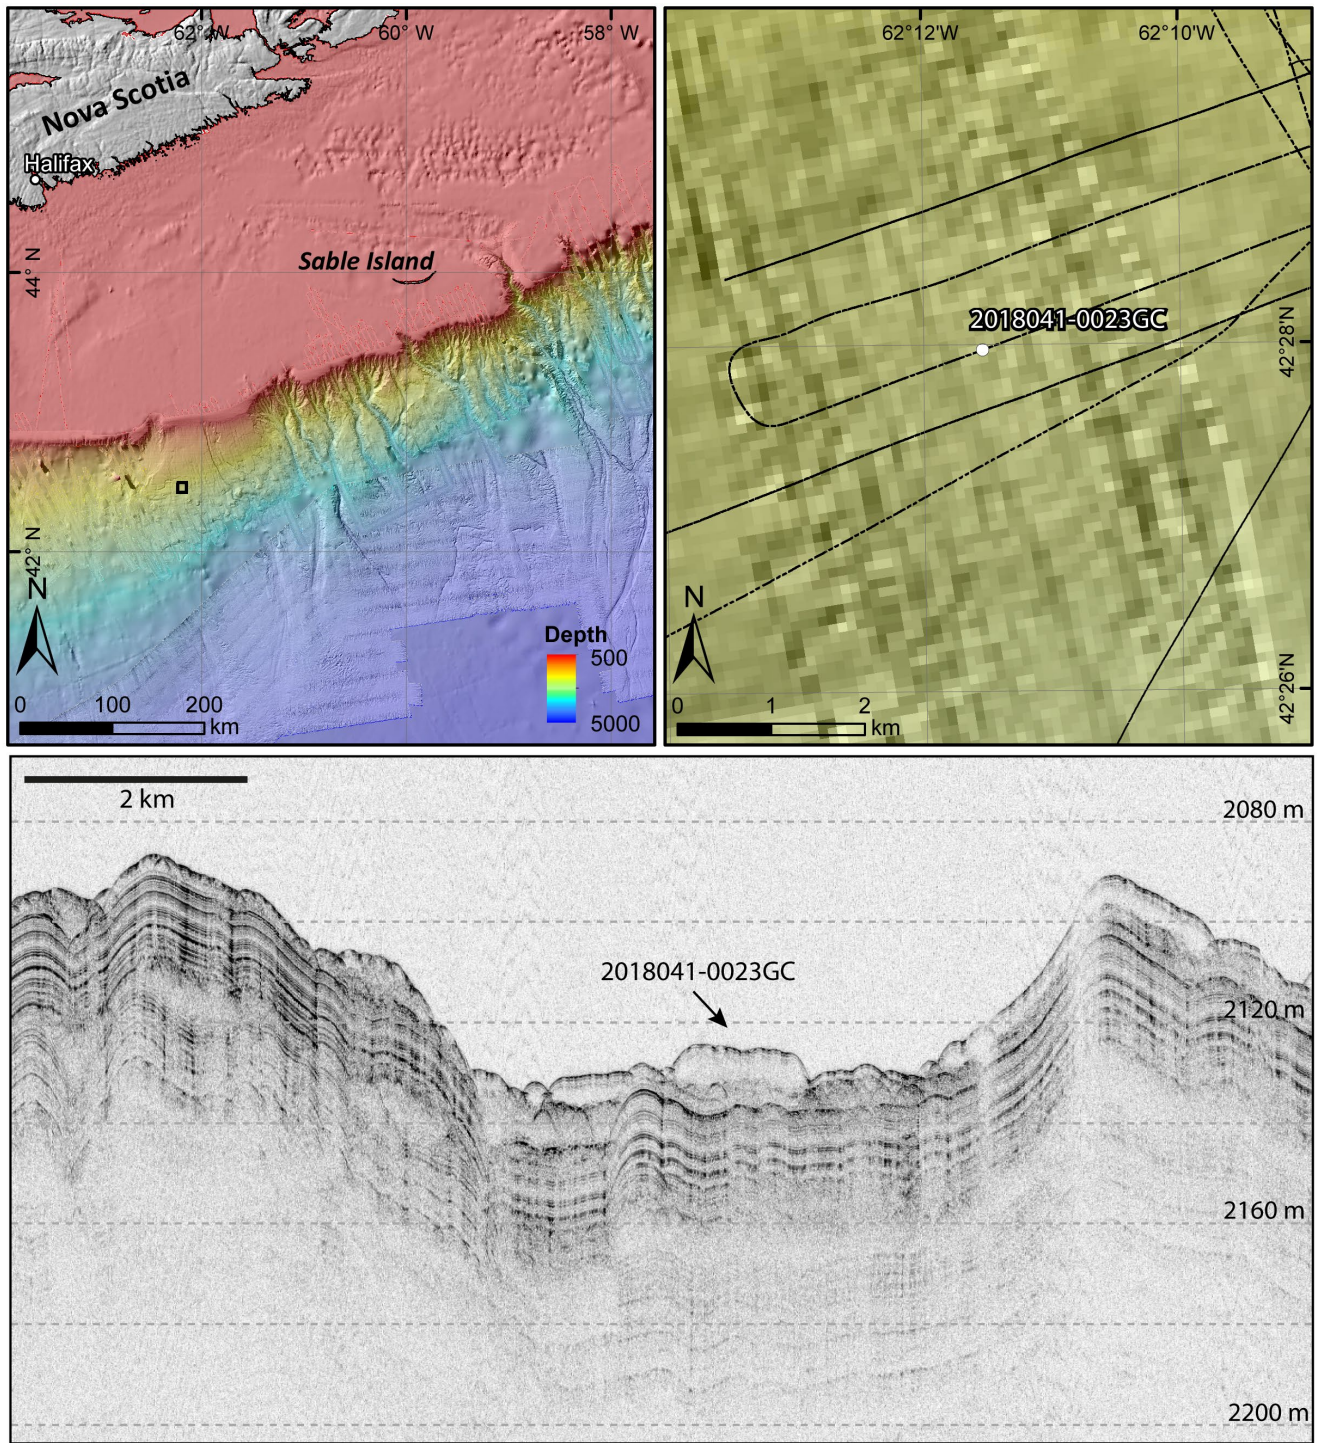 62° W
60° W
58° W
Nova Scotia
Halifax
Sable Island
44° N
42° N
N
Depth
500
5000
0 100 200
km
62°12'W
62°10'W
2018041-0023GC
42°28'N
42°26'N
N
0 1 2
km
2 km
2080 m
2018041-0023GC
2120 m
2160 m
2200 m